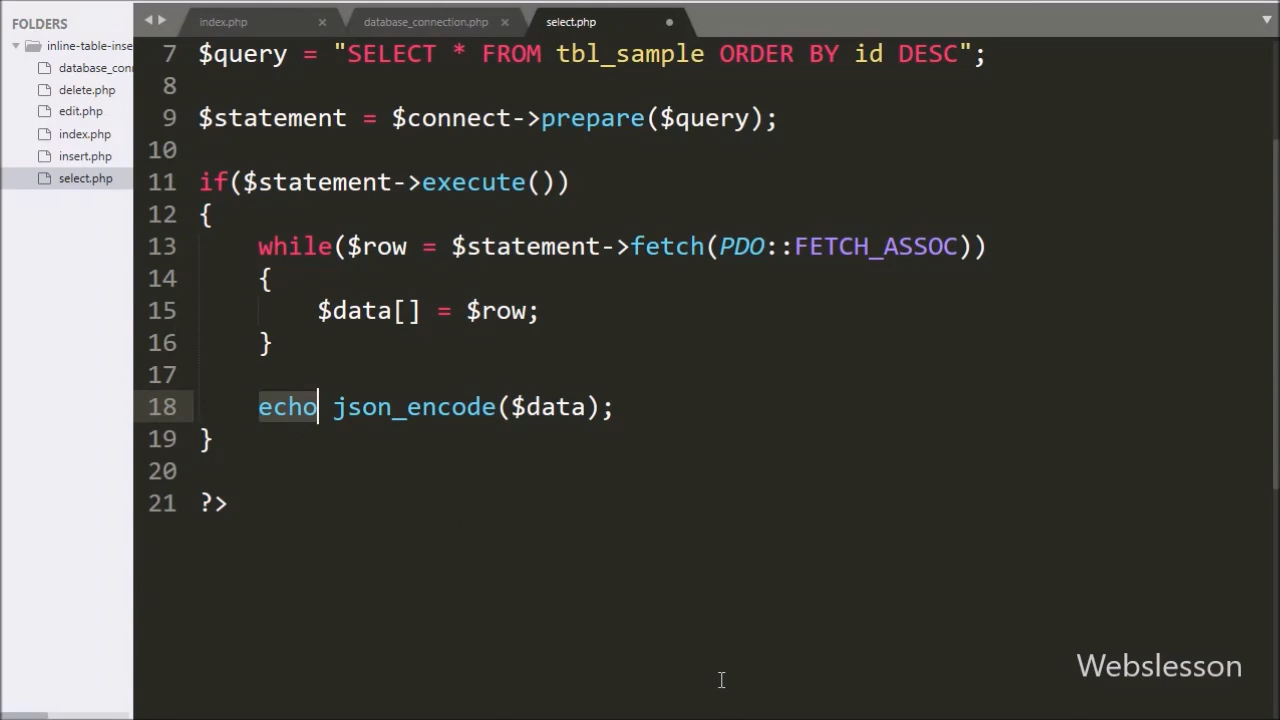 FOLDERS
inline-table-inse
database_con
delete.php
edit.php
index.php
insert.php
select.php
index.php × database_connection.php × select.php
7 $query = "SELECT * FROM tbl_sample ORDER BY id DESC";
8
9 $statement = $connect->prepare($query);
10
11 if($statement->execute())
12 {
13 while($row = $statement->fetch(PDO::FETCH_ASSOC))
14 {
15 $data[] = $row;
16 }
17
18 echo json_encode($data);
19 }
20
21 ?>
Webslesson